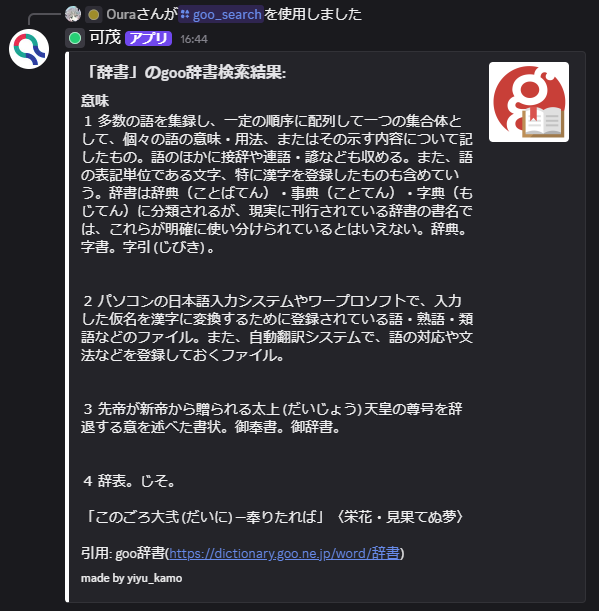 Ouraさんが goo_search を使用しました
可茂 アプリ 16:44
「辞書」のgoo辞書検索結果:
意味
1 多数の語を集録し、一定の順序に配列して一つの集合体と
して、個々の語の意味・用法、またはその示す内容について記
したもの。語のほかに接辞や連語・諺なども収める。また、語
の表記単位である文字、特に漢字を登録したものも含めてい
う。辞書は辞典（ことばてん）・事典（ことてん）・字典（も
じてん）に分類されるが、現実に刊行されている辞書の書名で
は、これらが明確に使い分けられているとはいえない。辞典。
字書。字引 (じびき) 。
2 パソコンの日本語入力システムやワープロソフトで、入力
した仮名を漢字に変換するために登録されている語・熟語・類
語などのファイル。また、自動翻訳システムで、語の対応や文
法などを登録しておくファイル。
3 先帝が新帝から贈られる太上 (だいじょう) 天皇の尊号を辞
退する意を述べた書状。御奉書。御辞書。
4 辞表。じそ。
「このごろ大弐 (だいに) ―奉りたれば」〈栄花・見果てぬ夢〉
引用: goo辞書(https://dictionary.goo.ne.jp/word/辞書)
made by yiyu_kamo